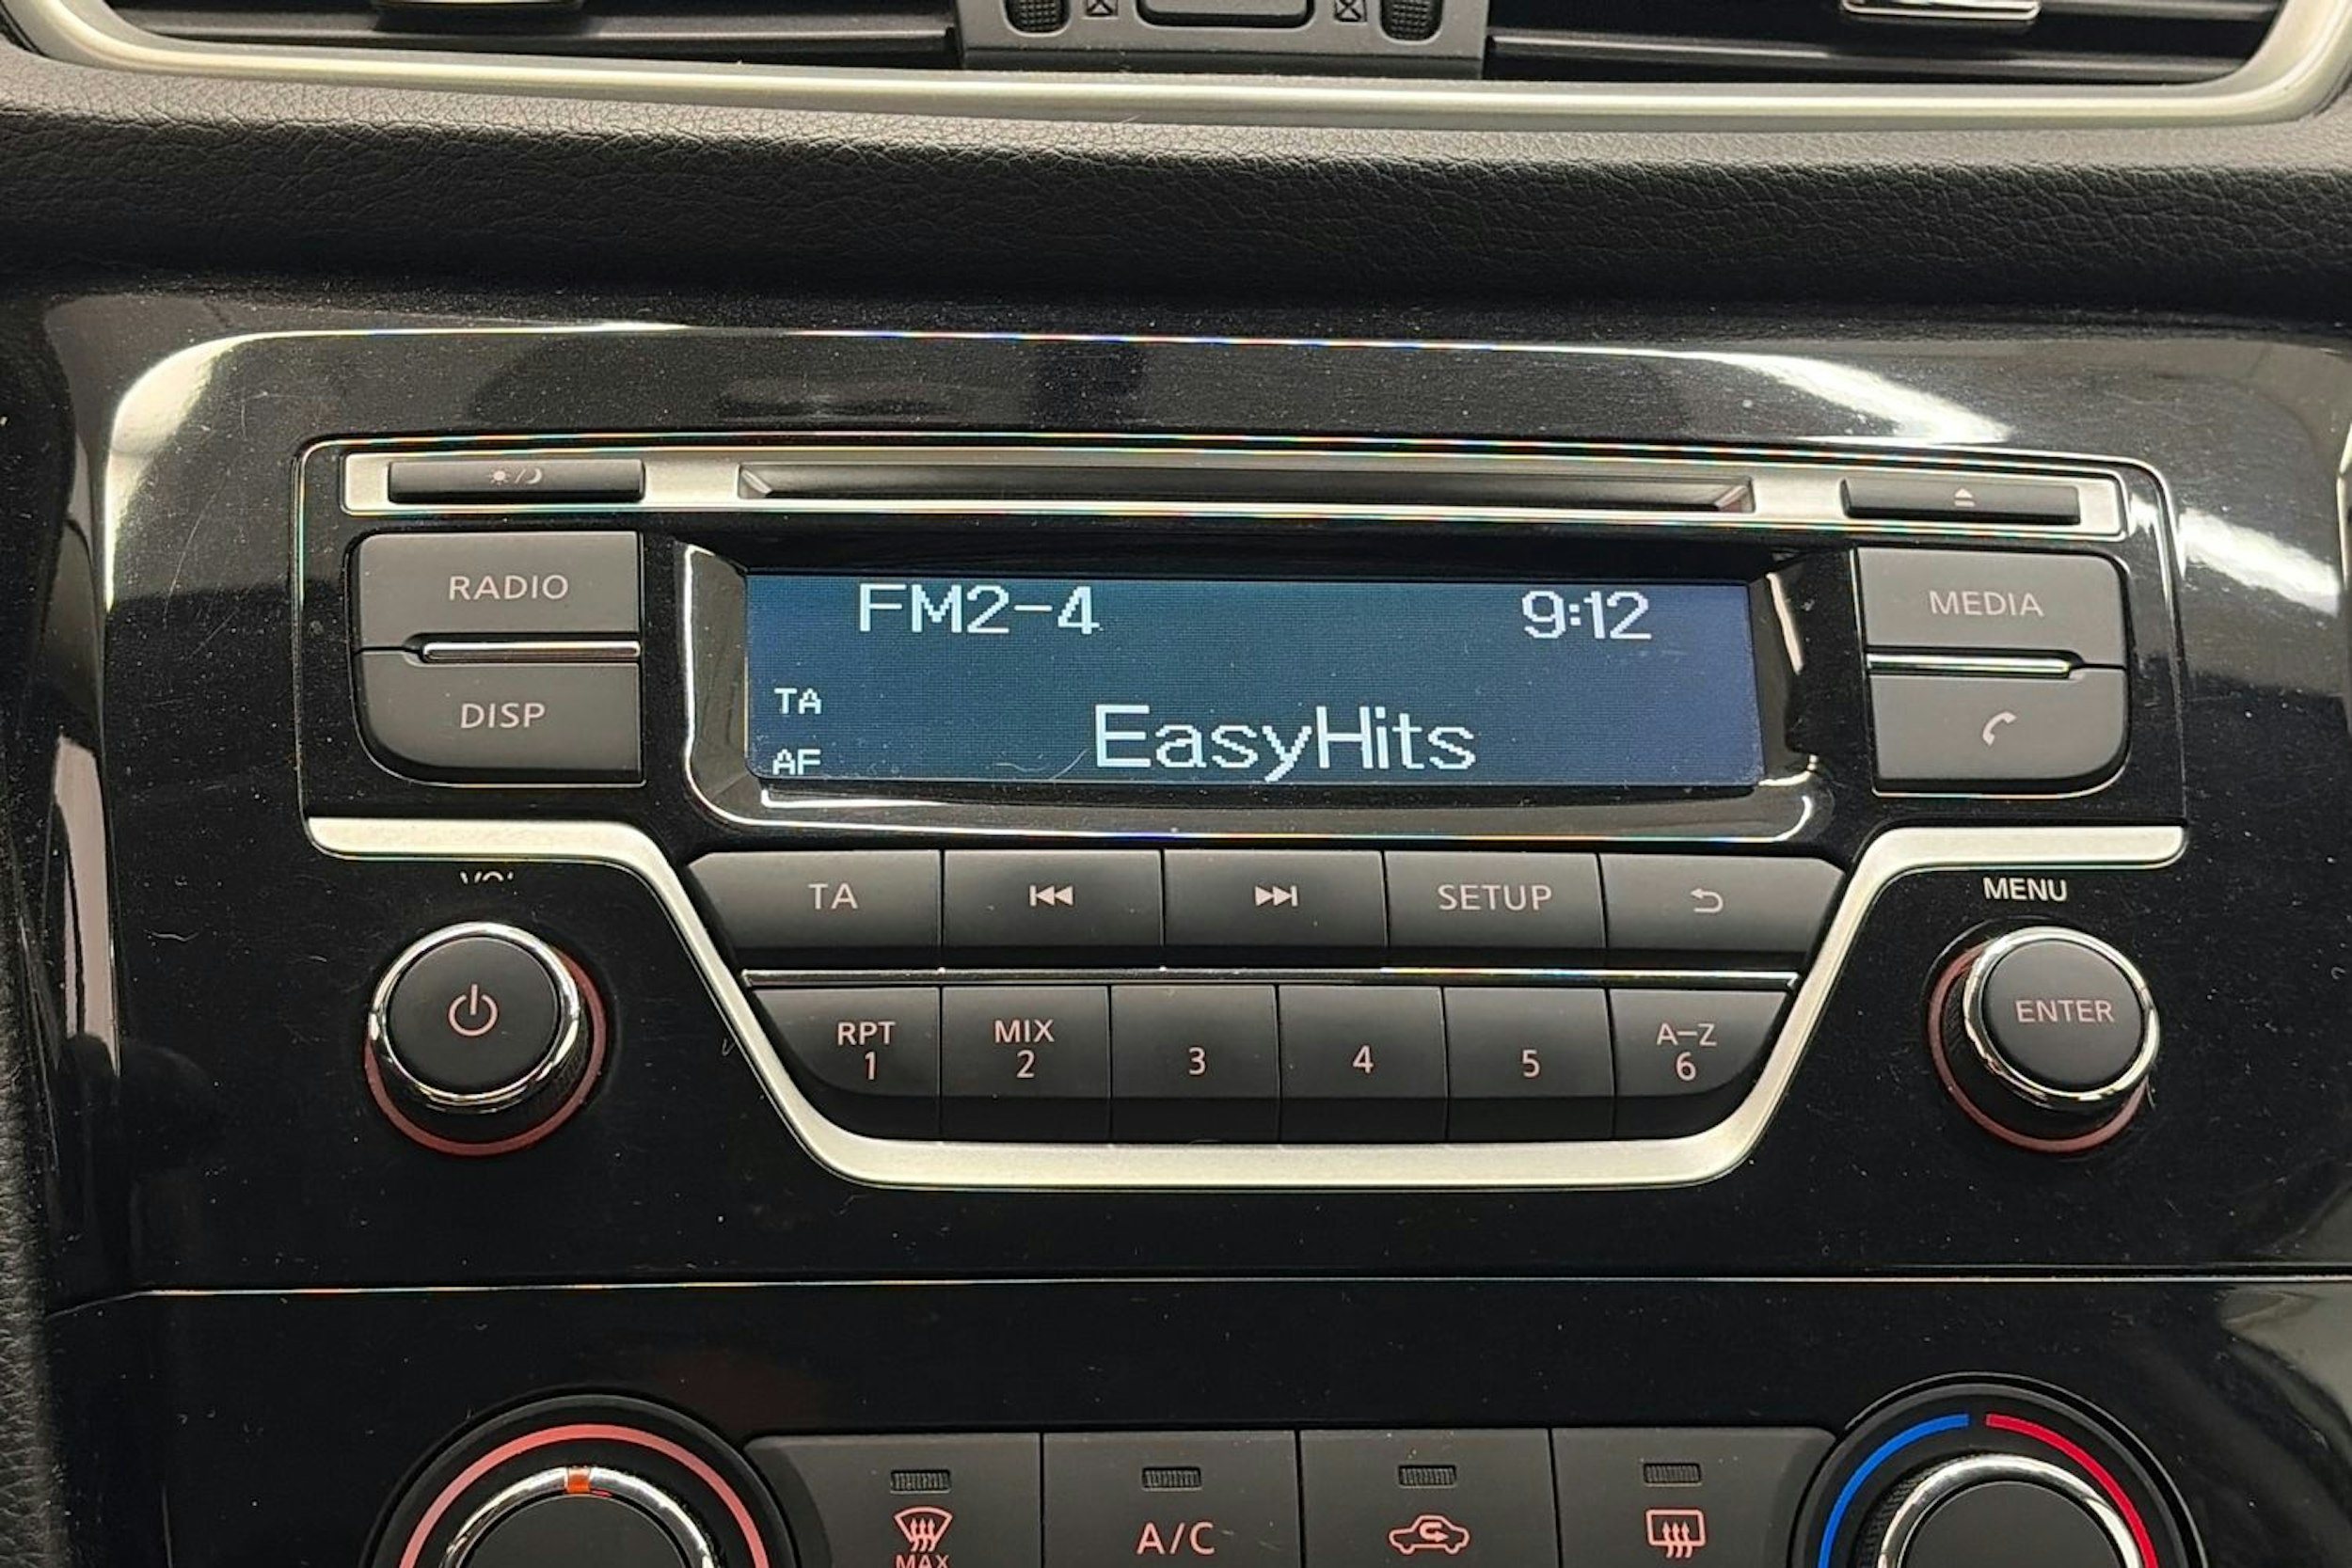 RADIO
DISP
FM2-4 9:12
TA
AF EasyHits
MEDIA
VOL
MENU
TA SETUP
RPT MIX A-Z
1 2 3 4 5 6
ENTER
MAX A/C